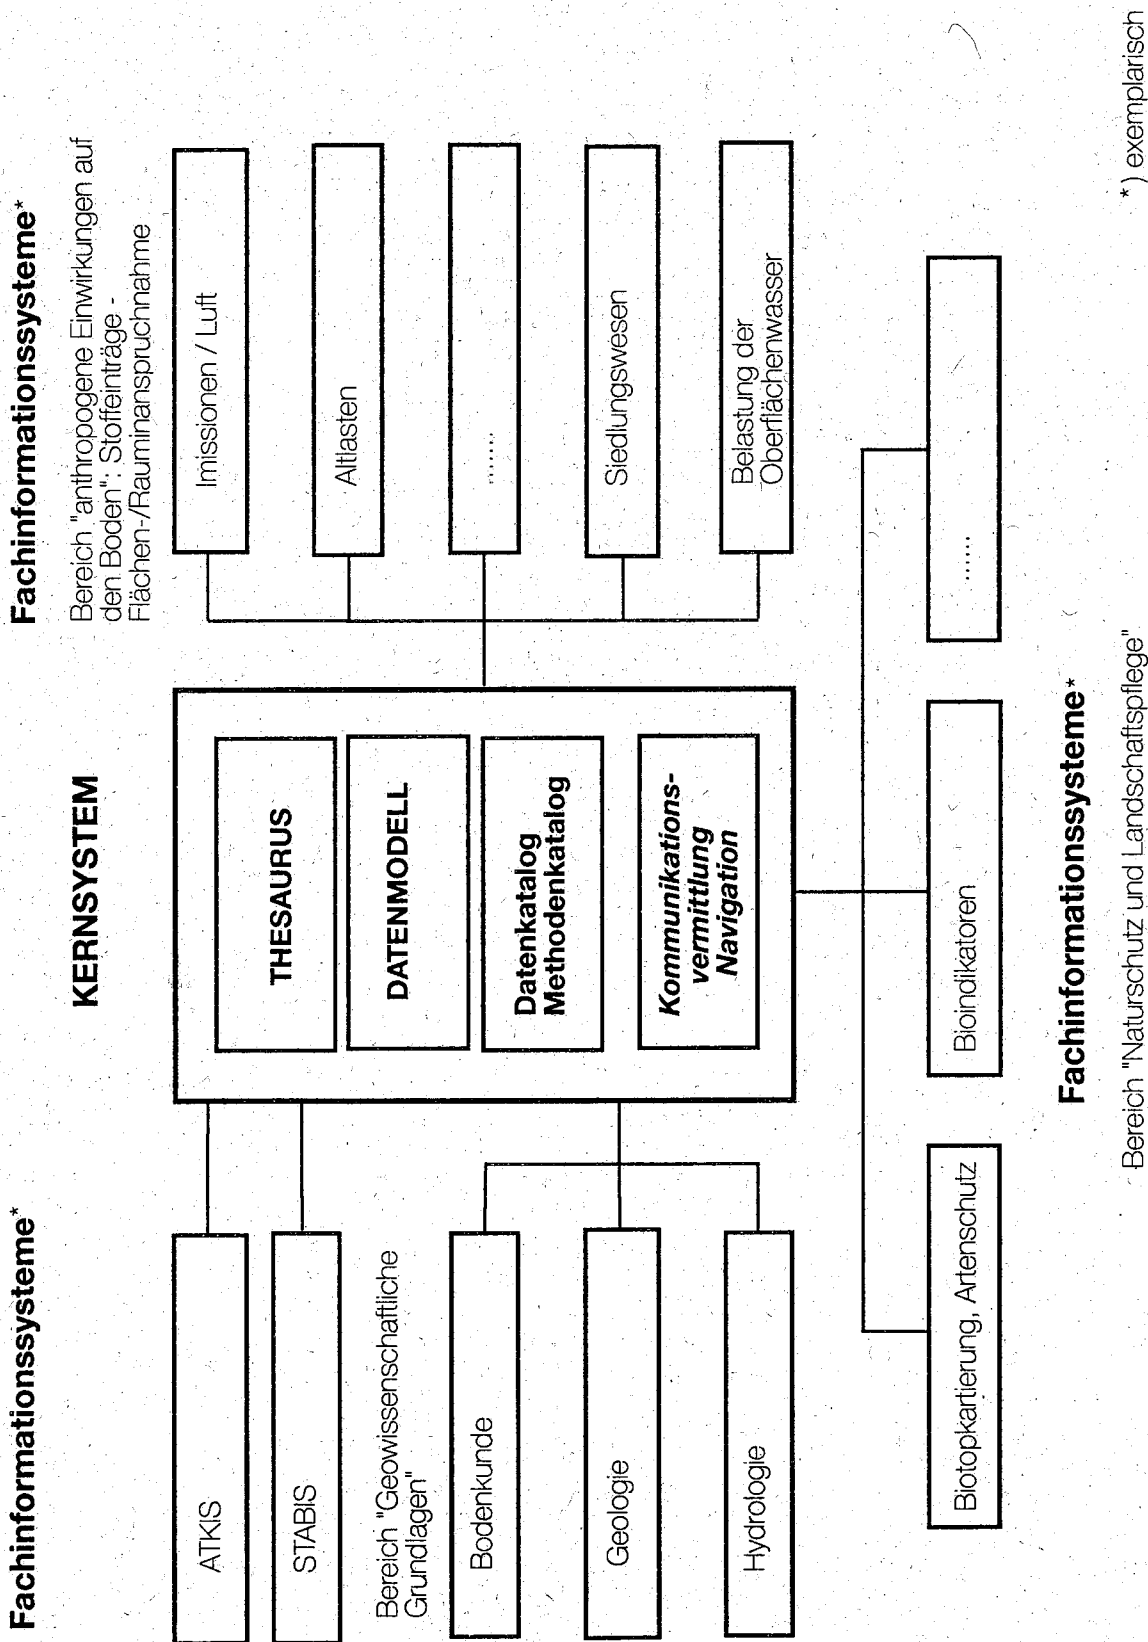 Fachinformationssysteme*
ATKIS
STABIS
Bereich "Geowissenschaftliche
Grundlagen"
Bodenkunde
Geologie
Hydrologie
KERNSYSTEM
THESAURUS
DATENMODELL
Datenkatalog
Methodenkatalog
Kommunikations-
vermittlung
Navigation
Fachinformationssysteme*
Bereich "anthropogene Einwirkungen auf
den Boden": Stoffeinträge -
Flächen-/Rauminanspruchnahme
Imissionen / Luft
Altlasten
.......
Siedlungswesen
Belastung der
Oberflächenwasser
Biotopkartierung, Artenschutz
Bioindikatoren
......
Fachinformationssysteme*
Bereich "Naturschutz und Landschaftspflege"
*) exemplarisch